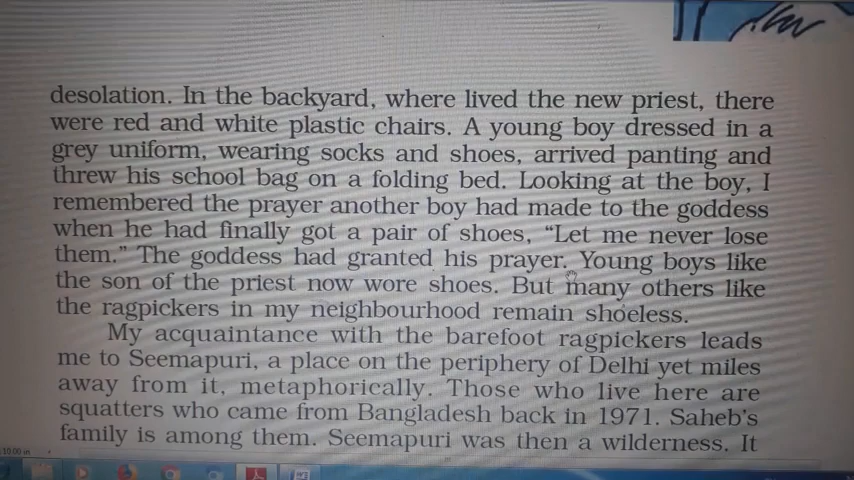 desolation. In the backyard, where lived the new priest, there
were red and white plastic chairs. A young boy dressed in a
grey uniform, wearing socks and shoes, arrived panting and
threw his school bag on a folding bed. Looking at the boy, I
remembered the prayer another boy had made to the goddess
when he had finally got a pair of shoes, “Let me never lose
them.” The goddess had granted his prayer. Young boys like
the son of the priest now wore shoes. But many others like
the ragpickers in my neighbourhood remain shoeless.
My acquaintance with the barefoot ragpickers leads
me to Seemapuri, a place on the periphery of Delhi yet miles
away from it, metaphorically. Those who live here are
squatters who came from Bangladesh back in 1971. Saheb’s
family is among them. Seemapuri was then a wilderness. It
10.00 in